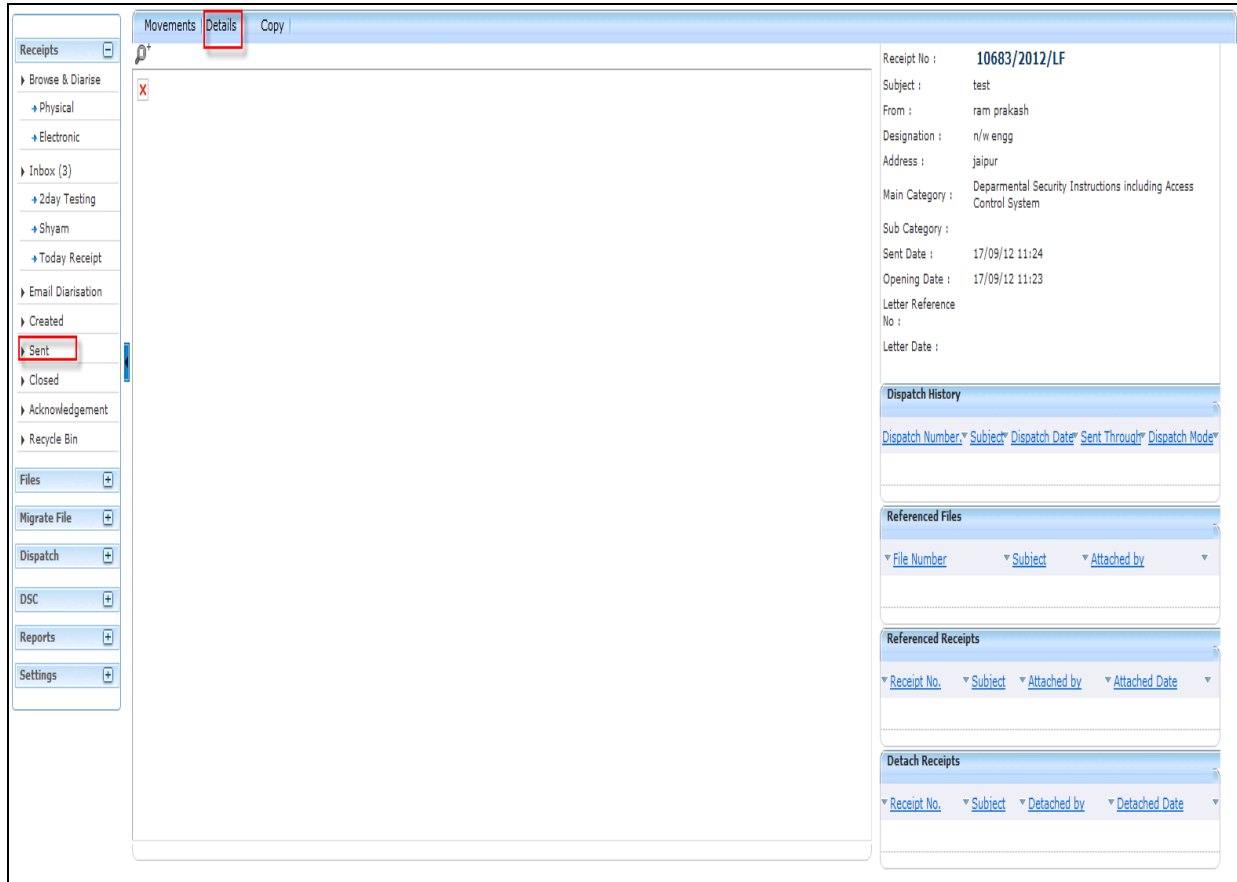 Movements | Details Copy |
Receipts
Browse & Diarise
Physical
Electronic
Inbox (3)
2day Testing
Shyam
Today Receipt
Email Diarisation
Created
Sent
Closed
Acknowledgement
Recycle Bin
Files
Migrate File
Dispatch
DSC
Reports
Settings
Receipt No : 10683/2012/LF
Subject : test
From : ram prakash
Designation : n/w engg
Address : jaipur
Main Category : Deparmental Security Instructions including Access
Control System
Sub Category :
Sent Date : 17/09/12 11:24
Opening Date : 17/09/12 11:23
Letter Reference
No :
Letter Date :
Dispatch History
Dispatch Number. Subject Dispatch Date Sent Through Dispatch Mode
Referenced Files
File Number Subject Attached by
Referenced Receipts
Receipt No. Subject Attached by Attached Date
Detach Receipts
Receipt No. Subject Detached by Detached Date